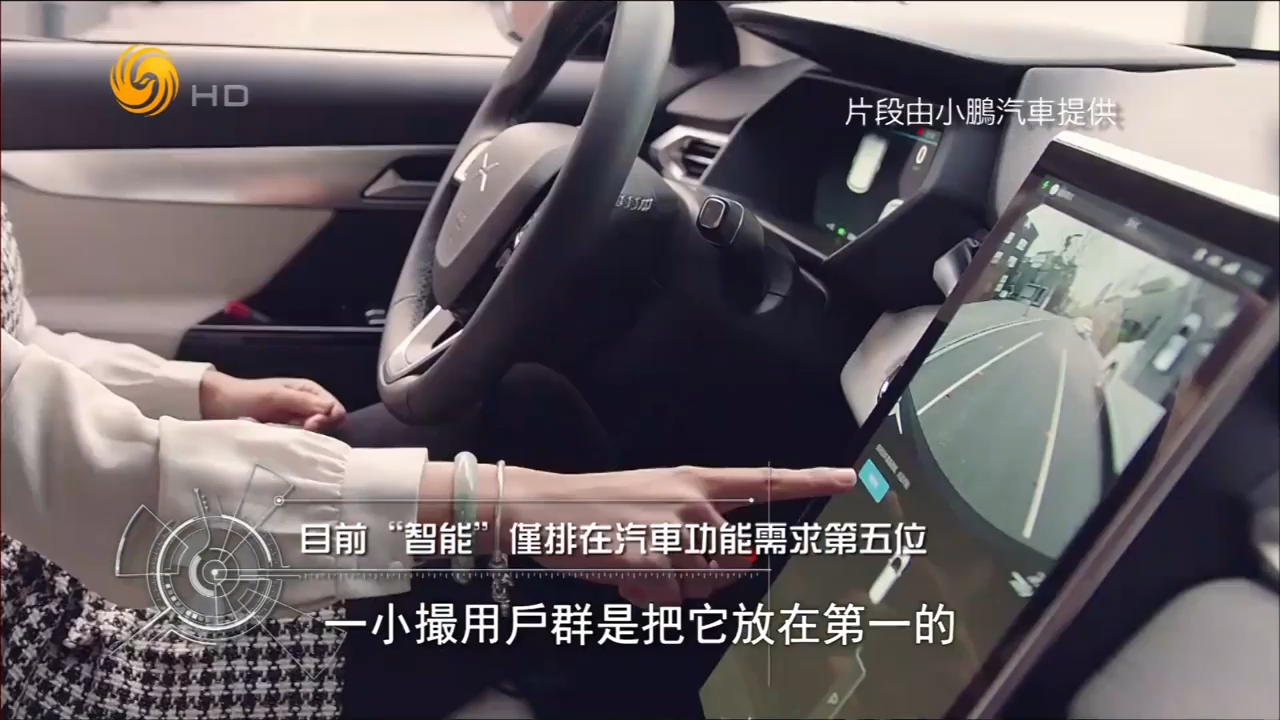 HD
片段由小鵬汽車提供
目前“智能”僅排在汽車功能需求第五位
一小撮用戶群是把它放在第一的